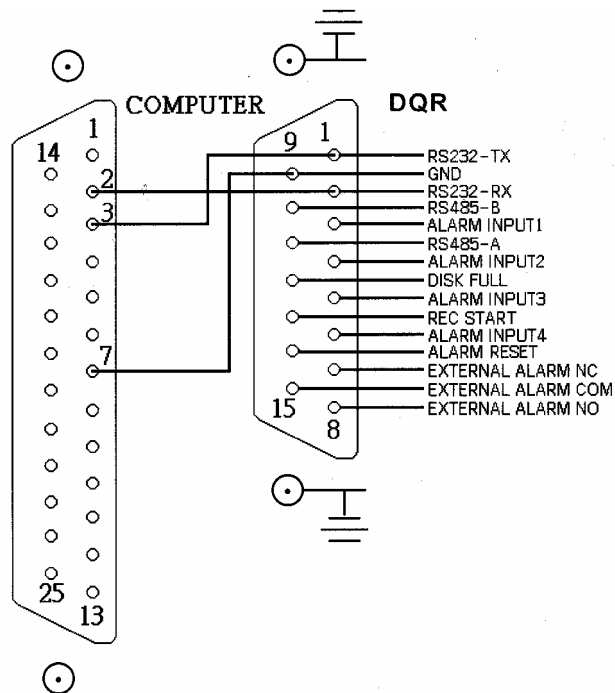 COMPUTER
DQR
1
14
2
3
7
25
13
9
1
15
8
RS232-TX
GND
RS232-RX
RS485-B
ALARM INPUT1
RS485-A
ALARM INPUT2
DISK FULL
ALARM INPUT3
REC START
ALARM INPUT4
ALARM RESET
EXTERNAL ALARM NC
EXTERNAL ALARM COM
EXTERNAL ALARM NO